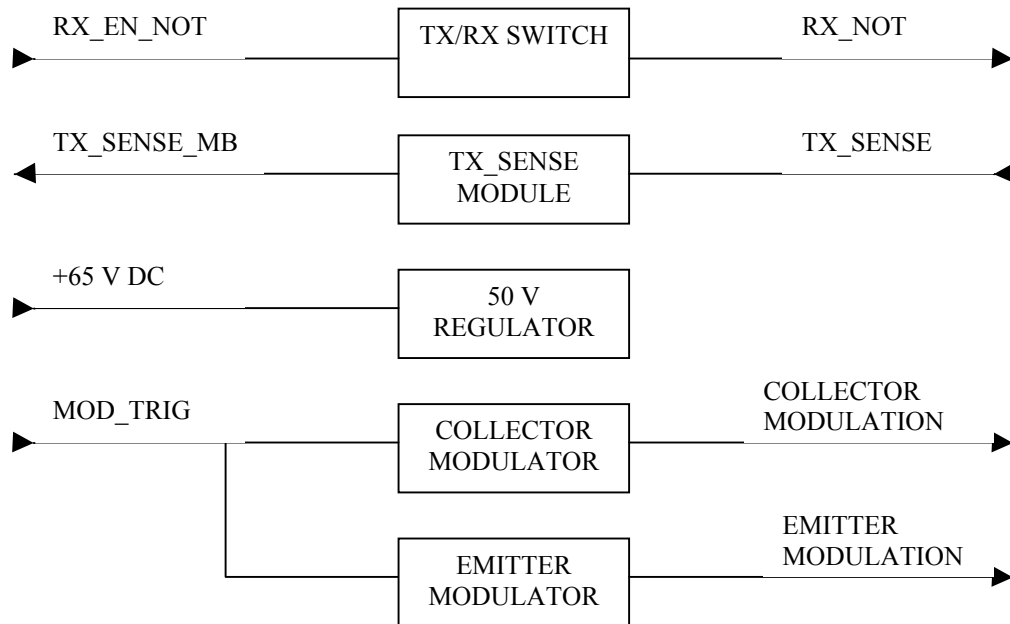 RX_EN_NOT
TX/RX SWITCH
RX_NOT
TX_SENSE_MB
TX_SENSE
MODULE
TX_SENSE
+65 V DC
50 V
REGULATOR
MOD_TRIG
COLLECTOR
MODULATOR
COLLECTOR
MODULATION
EMITTER
MODULATOR
EMITTER
MODULATION